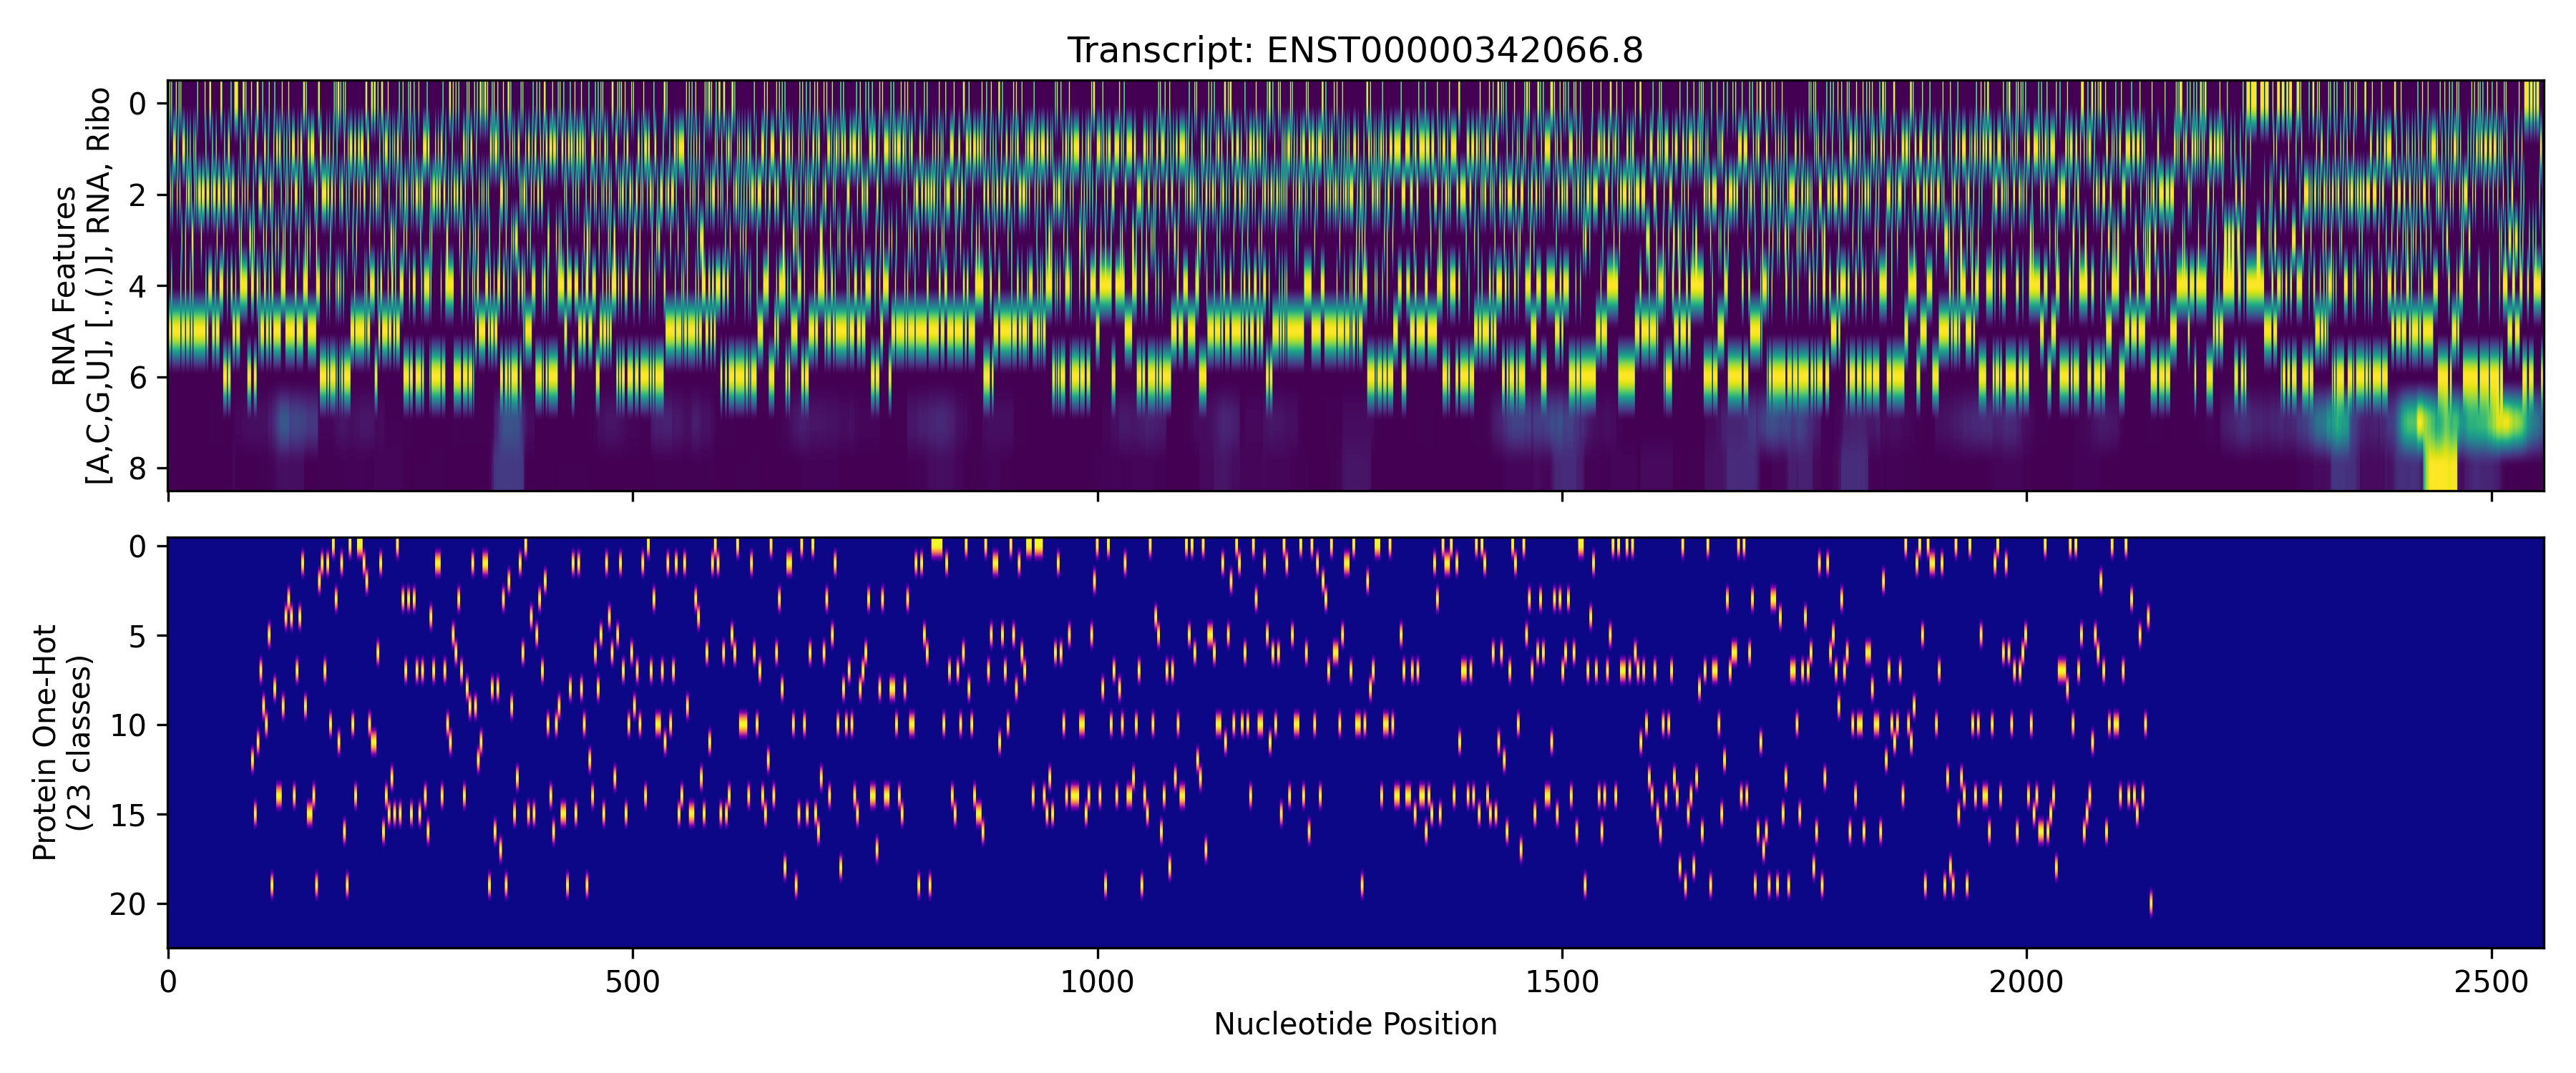 Transcript: ENST00000342066.8
RNA Features
[A,C,G,U], [.,(,)], RNA, Ribo
0
2
4
6
8
Protein One-Hot
(23 classes)
0
5
10
15
20
0
500
1000
1500
2000
2500
Nucleotide Position